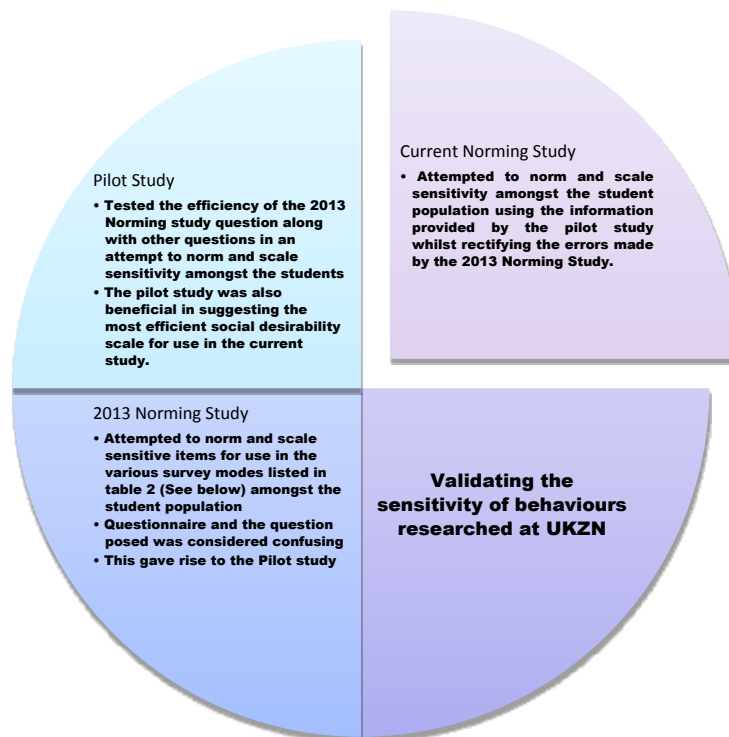 Pilot Study
• Tested the efficiency of the 2013
Norming study question along
with other questions in an
attempt to norm and scale
sensitivity amongst the students
• The pilot study was also
beneficial in suggesting the
most efficient social desirability
scale for use in the current
study.
Current Norming Study
• Attempted to norm and scale
sensitivity amongst the student
population using the information
provided by the pilot study
whilst rectifying the errors made
by the 2013 Norming Study.
2013 Norming Study
• Attempted to norm and scale
sensitive items for use in the
various survey modes listed in
table 2 (See below) amongst the
student population
• Questionnaire and the question
posed was considered confusing
• This gave rise to the Pilot study
Validating the
sensitivity of behaviours
researched at UKZN